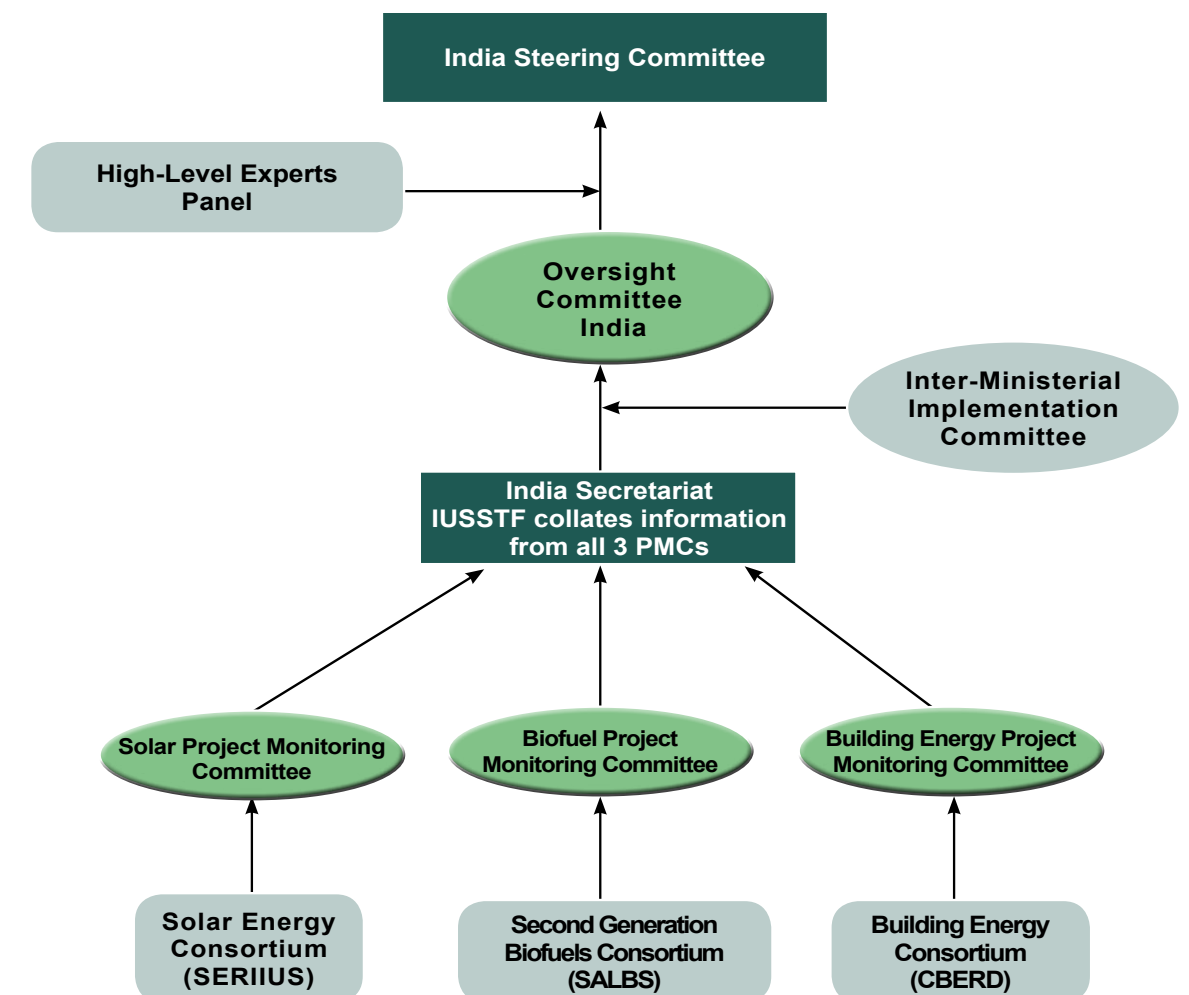 India Steering Committee
High-Level Experts
Panel
Oversight
Committee
India
Inter-Ministerial
Implementation
Committee
India Secretariat
IUSSTF collates information
from all 3 PMCs
Solar Project Monitoring
Committee
Biofuel Project
Monitoring Committee
Building Energy Project
Monitoring Committee
Solar Energy
Consortium
(SERIIUS)
Second Generation
Biofuels Consortium
(SALBS)
Building Energy
Consortium
(CBERD)